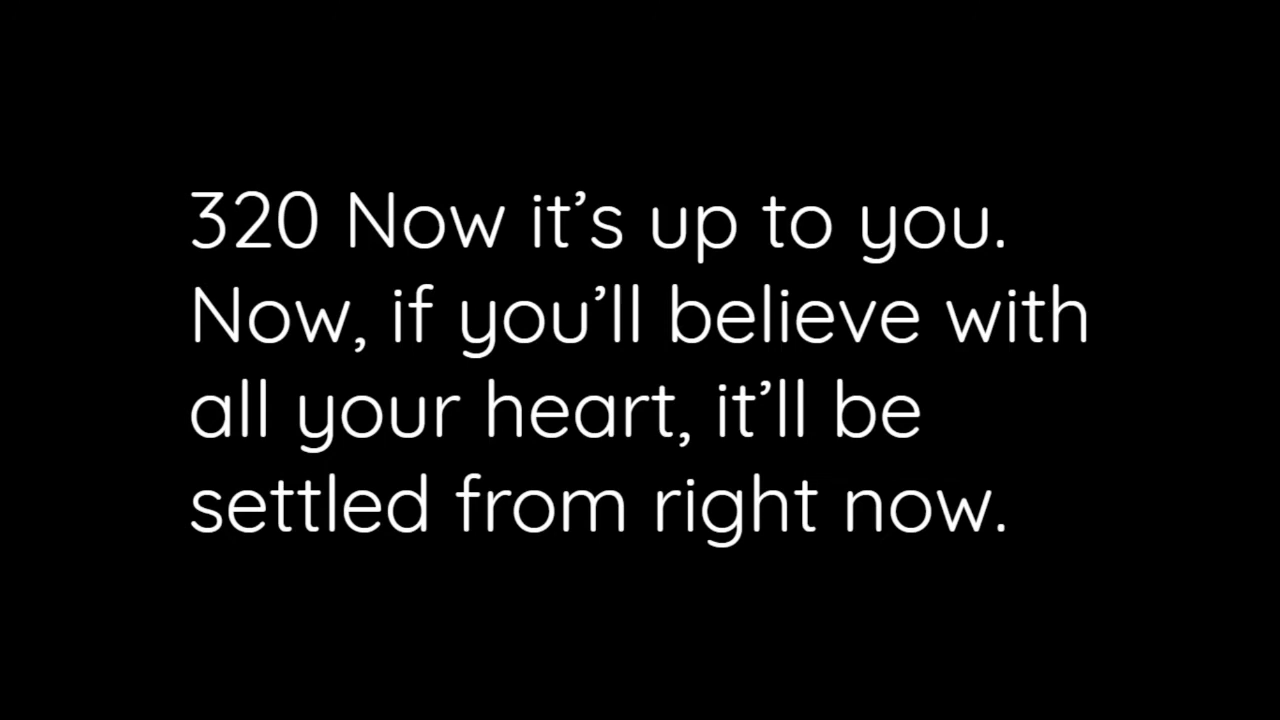 320 Now it’s up to you.
Now, if you’ll believe with
all your heart, it’ll be
settled from right now.